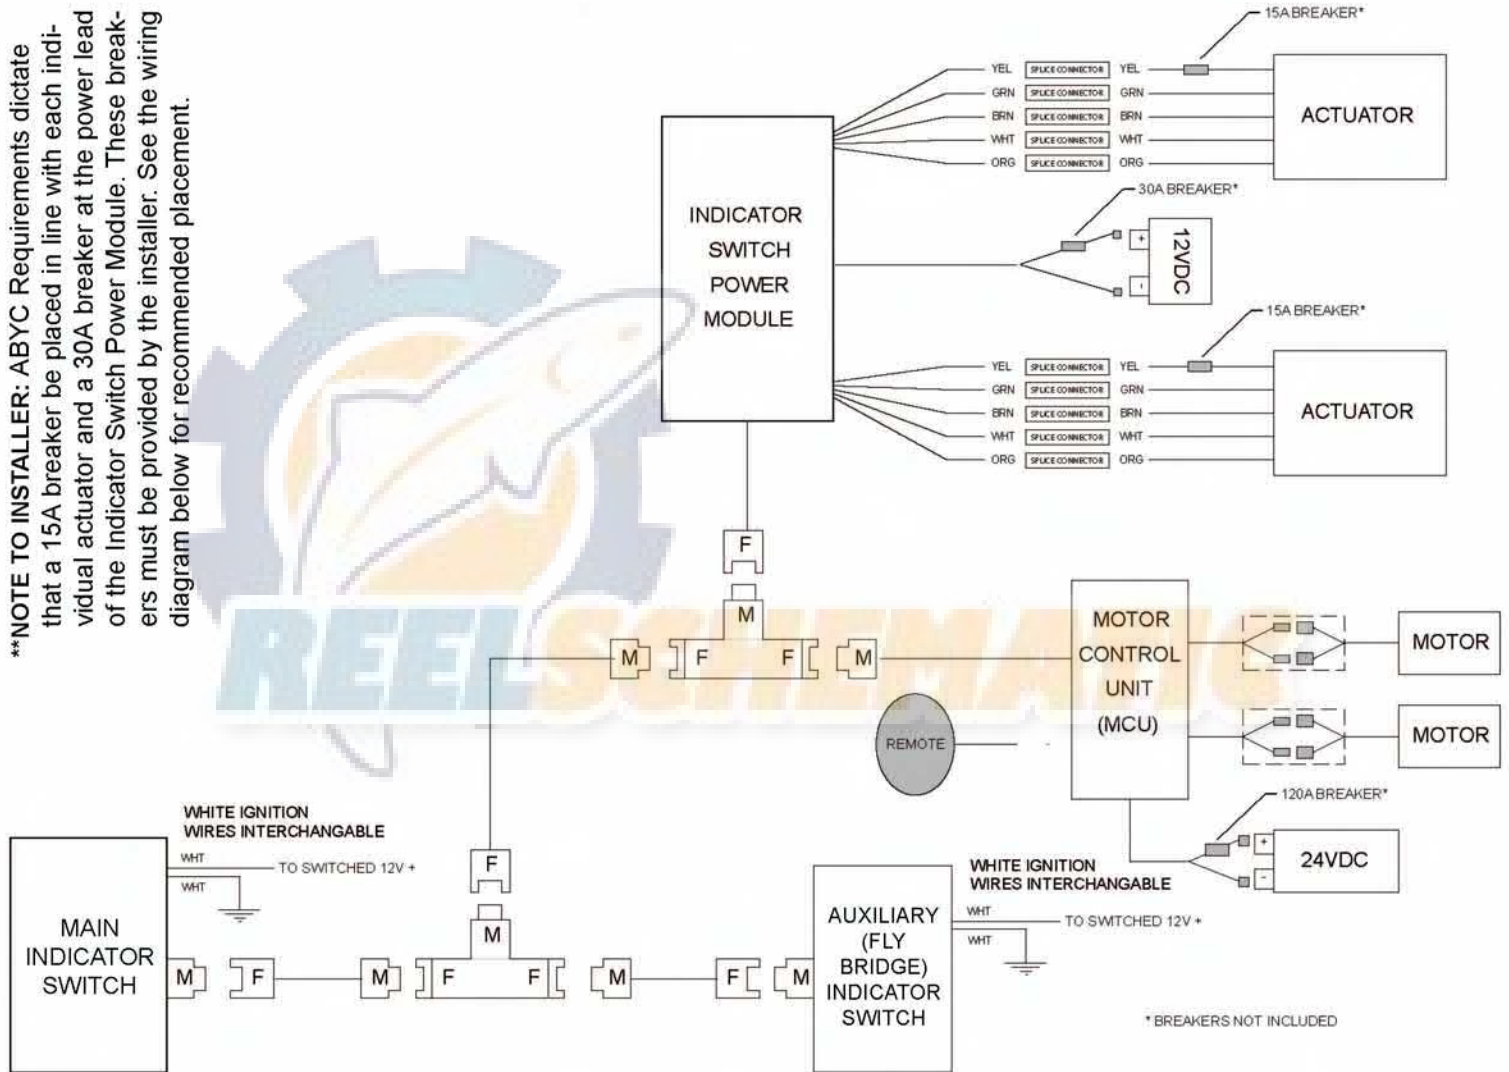 **NOTE TO INSTALLER: ABYC Requirements dictate
that a 15A breaker be placed in line with each indi-
vidual actuator and a 30A breaker at the power lead
of the Indicator Switch Power Module. These break-
ers must be provided by the installer. See the wiring
diagram below for recommended placement.
15A BREAKER*
YEL SPLICE CONNECTOR YEL
GRN SPLICE CONNECTOR GRN
BRN SPLICE CONNECTOR BRN
WHT SPLICE CONNECTOR WHT
ORG SPLICE CONNECTOR ORG
ACTUATOR
INDICATOR
SWITCH
POWER
MODULE
30A BREAKER*
+
-
12VDC
15A BREAKER*
YEL SPLICE CONNECTOR YEL
GRN SPLICE CONNECTOR GRN
BRN SPLICE CONNECTOR BRN
WHT SPLICE CONNECTOR WHT
ORG SPLICE CONNECTOR ORG
ACTUATOR
F
M
M F F M
REELSCHEMATIC
MOTOR
CONTROL
UNIT
(MCU)
MOTOR
MOTOR
REMOTE
120A BREAKER*
+
-
24VDC
WHITE IGNITION
WIRES INTERCHANGABLE
WHT
TO SWITCHED 12V +
WHT
MAIN
INDICATOR
SWITCH
F
M
M F M F F M F M
AUXILIARY
(FLY
BRIDGE)
INDICATOR
SWITCH
WHITE IGNITION
WIRES INTERCHANGABLE
WHT
TO SWITCHED 12V +
WHT
* BREAKERS NOT INCLUDED